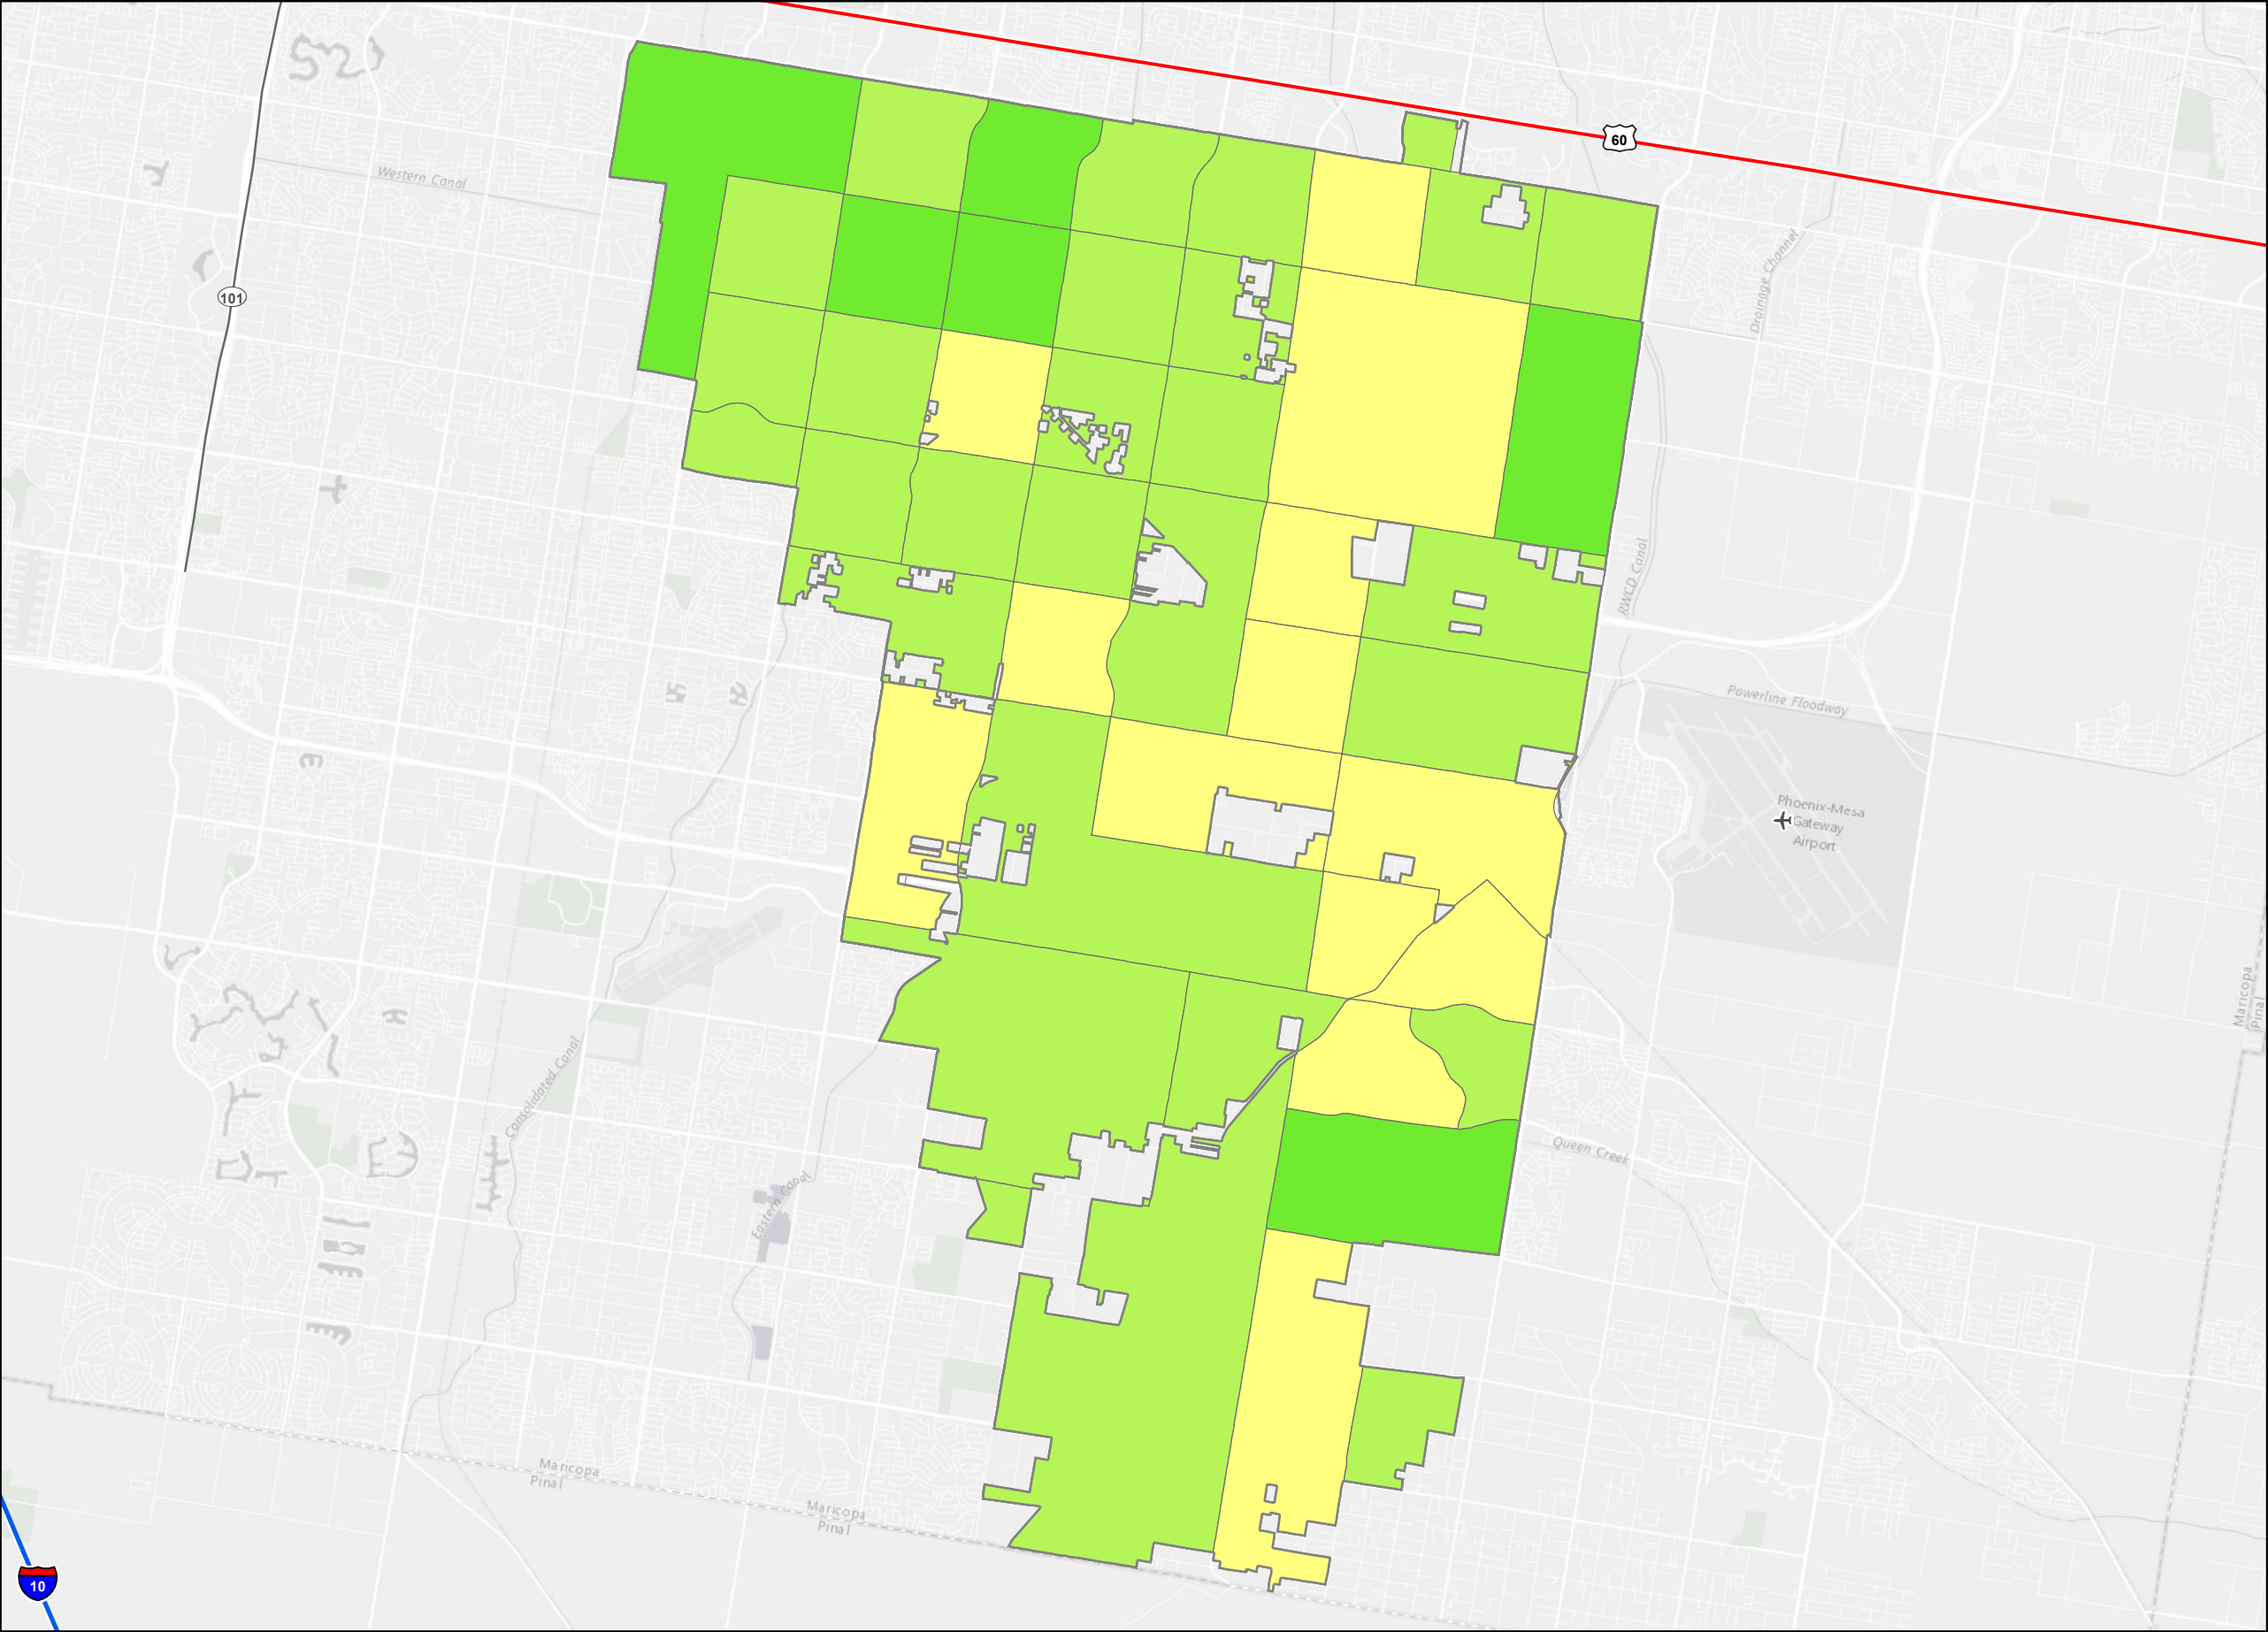 60
Western Canal
Drainage Channel
101
RWCD Canal
Powerline Floodway
Phoenix-Mesa
Gateway
Airport
Maricopa
Pinal
Consolidated Canal
Queen Creek
Eastern Canal
Maricopa
Pinal
Maricopa
Pinal
10